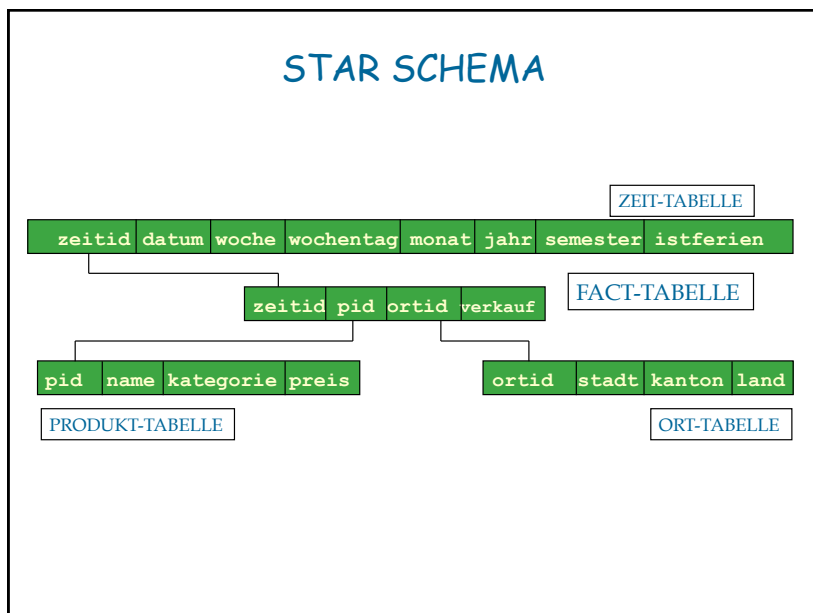 STAR SCHEMA
ZEIT-TABELLE
zeitid datum woche wochentag monat jahr semester istferien
FACT-TABELLE
zeitid pid ortid verkauf
pid name kategorie preis
ortid stadt kanton land
PRODUKT-TABELLE
ORT-TABELLE